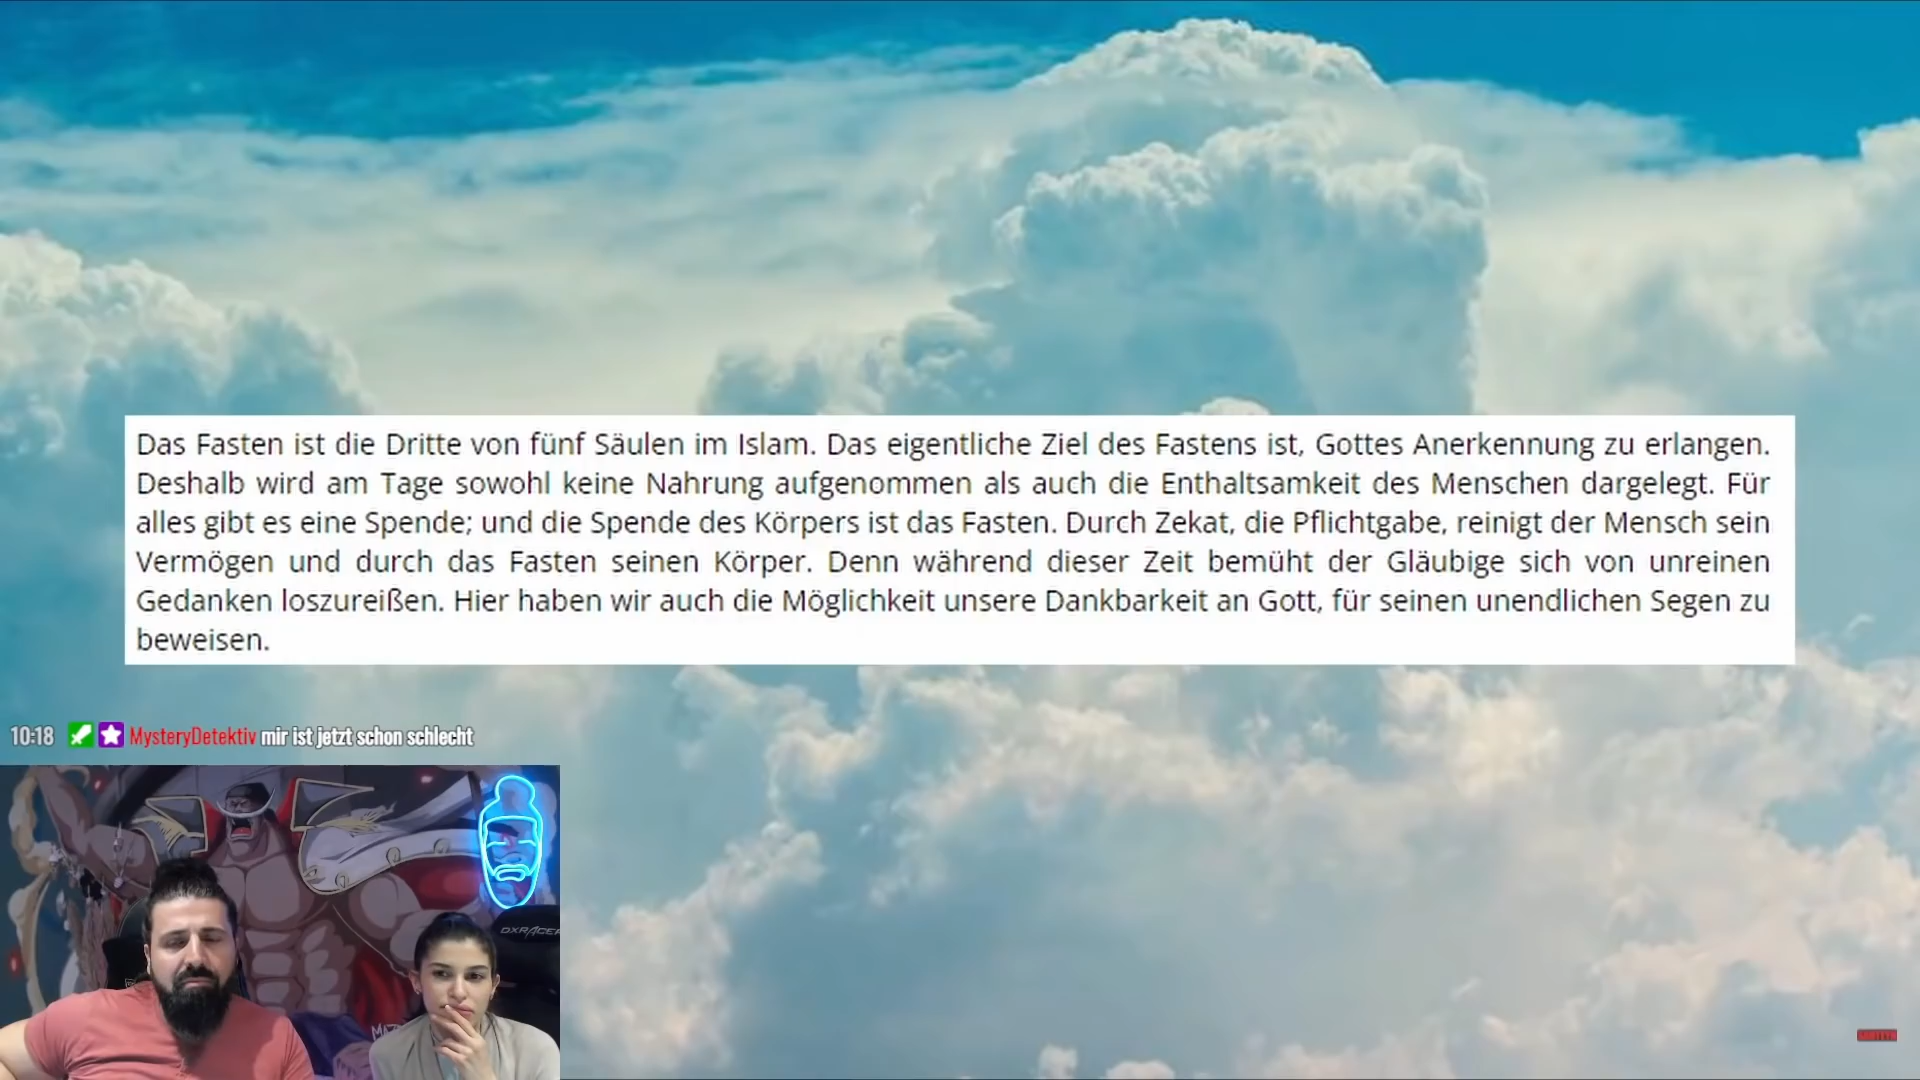 Das Fasten ist die Dritte von fünf Säulen im Islam. Das eigentliche Ziel des Fastens ist, Gottes Anerkennung zu erlangen.
Deshalb wird am Tage sowohl keine Nahrung aufgenommen als auch die Enthaltsamkeit des Menschen dargelegt. Für
alles gibt es eine Spende; und die Spende des Körpers ist das Fasten. Durch Zekat, die Pflichtgabe, reinigt der Mensch sein
Vermögen und durch das Fasten seinen Körper. Denn während dieser Zeit bemüht der Gläubige sich von unreinen
Gedanken loszureißen. Hier haben wir auch die Möglichkeit unsere Dankbarkeit an Gott, für seinen unendlichen Segen zu
beweisen.
10:18 MysteryDetektiv mir ist jetzt schon schlecht
DXRACER